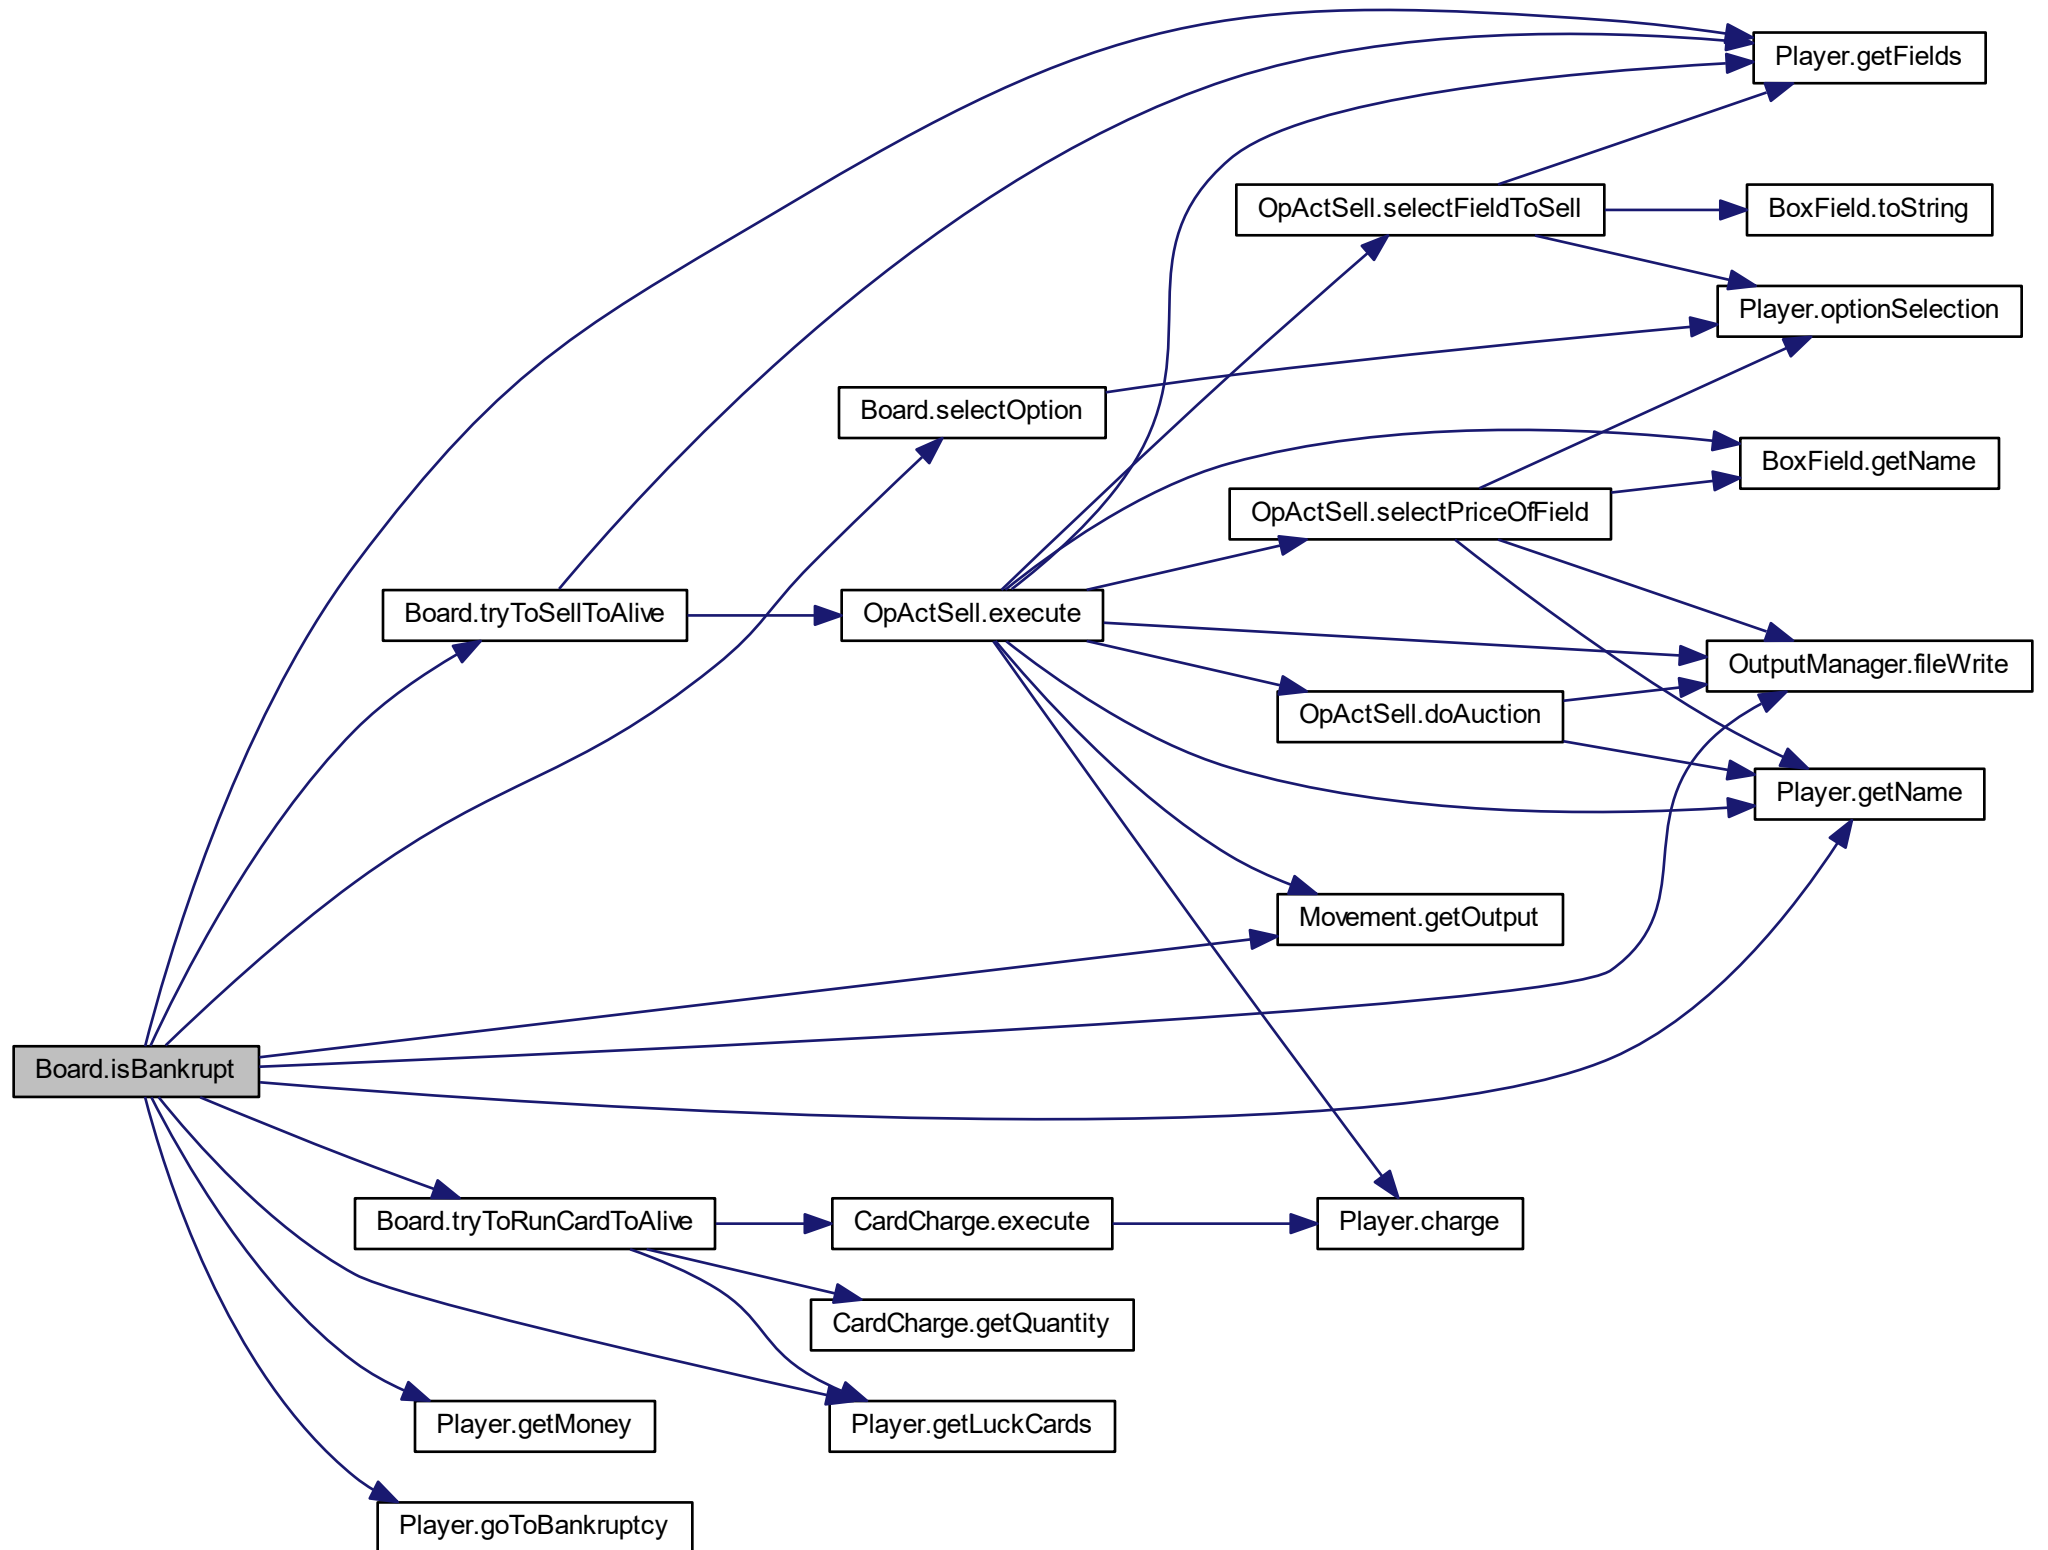 Player.getFields
OpActSell.selectFieldToSell
BoxField.toString
Player.optionSelection
Board.selectOption
BoxField.getName
OpActSell.selectPriceOfField
Board.tryToSellToAlive
OpActSell.execute
OutputManager.fileWrite
OpActSell.doAuction
Player.getName
Movement.getOutput
Board.isBankrupt
Board.tryToRunCardToAlive
CardCharge.execute
Player.charge
CardCharge.getQuantity
Player.getMoney
Player.getLuckCards
Player.goToBankruptcy